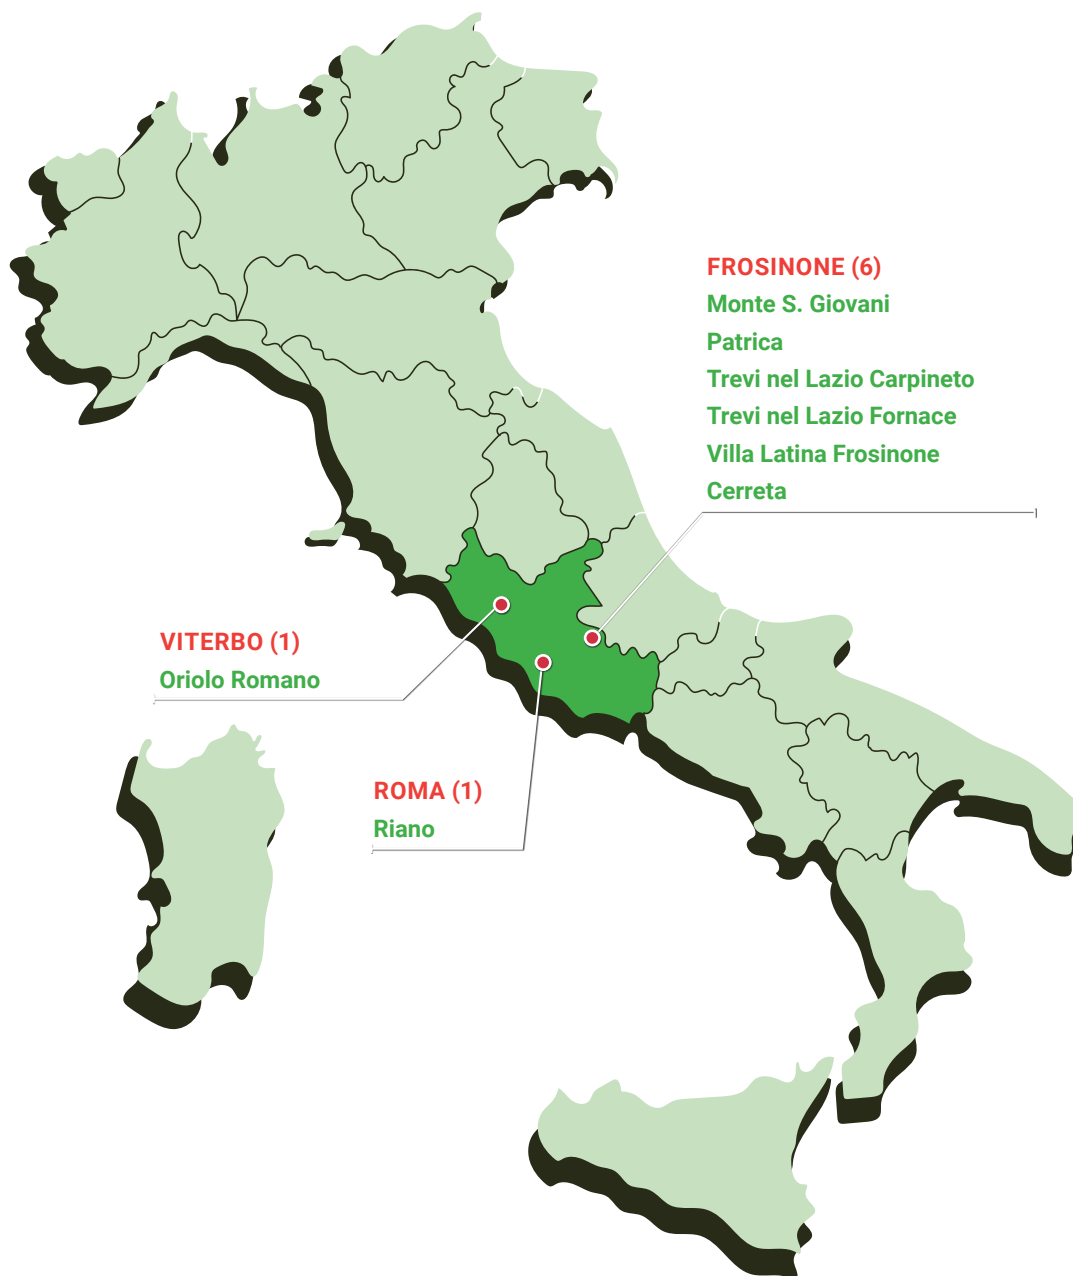 FROSINONE (6)
Monte S. Giovani
Patrica
Trevi nel Lazio Carpineto
Trevi nel Lazio Fornace
Villa Latina Frosinone
Cerreta
VITERBO (1)
Oriolo Romano
ROMA (1)
Riano